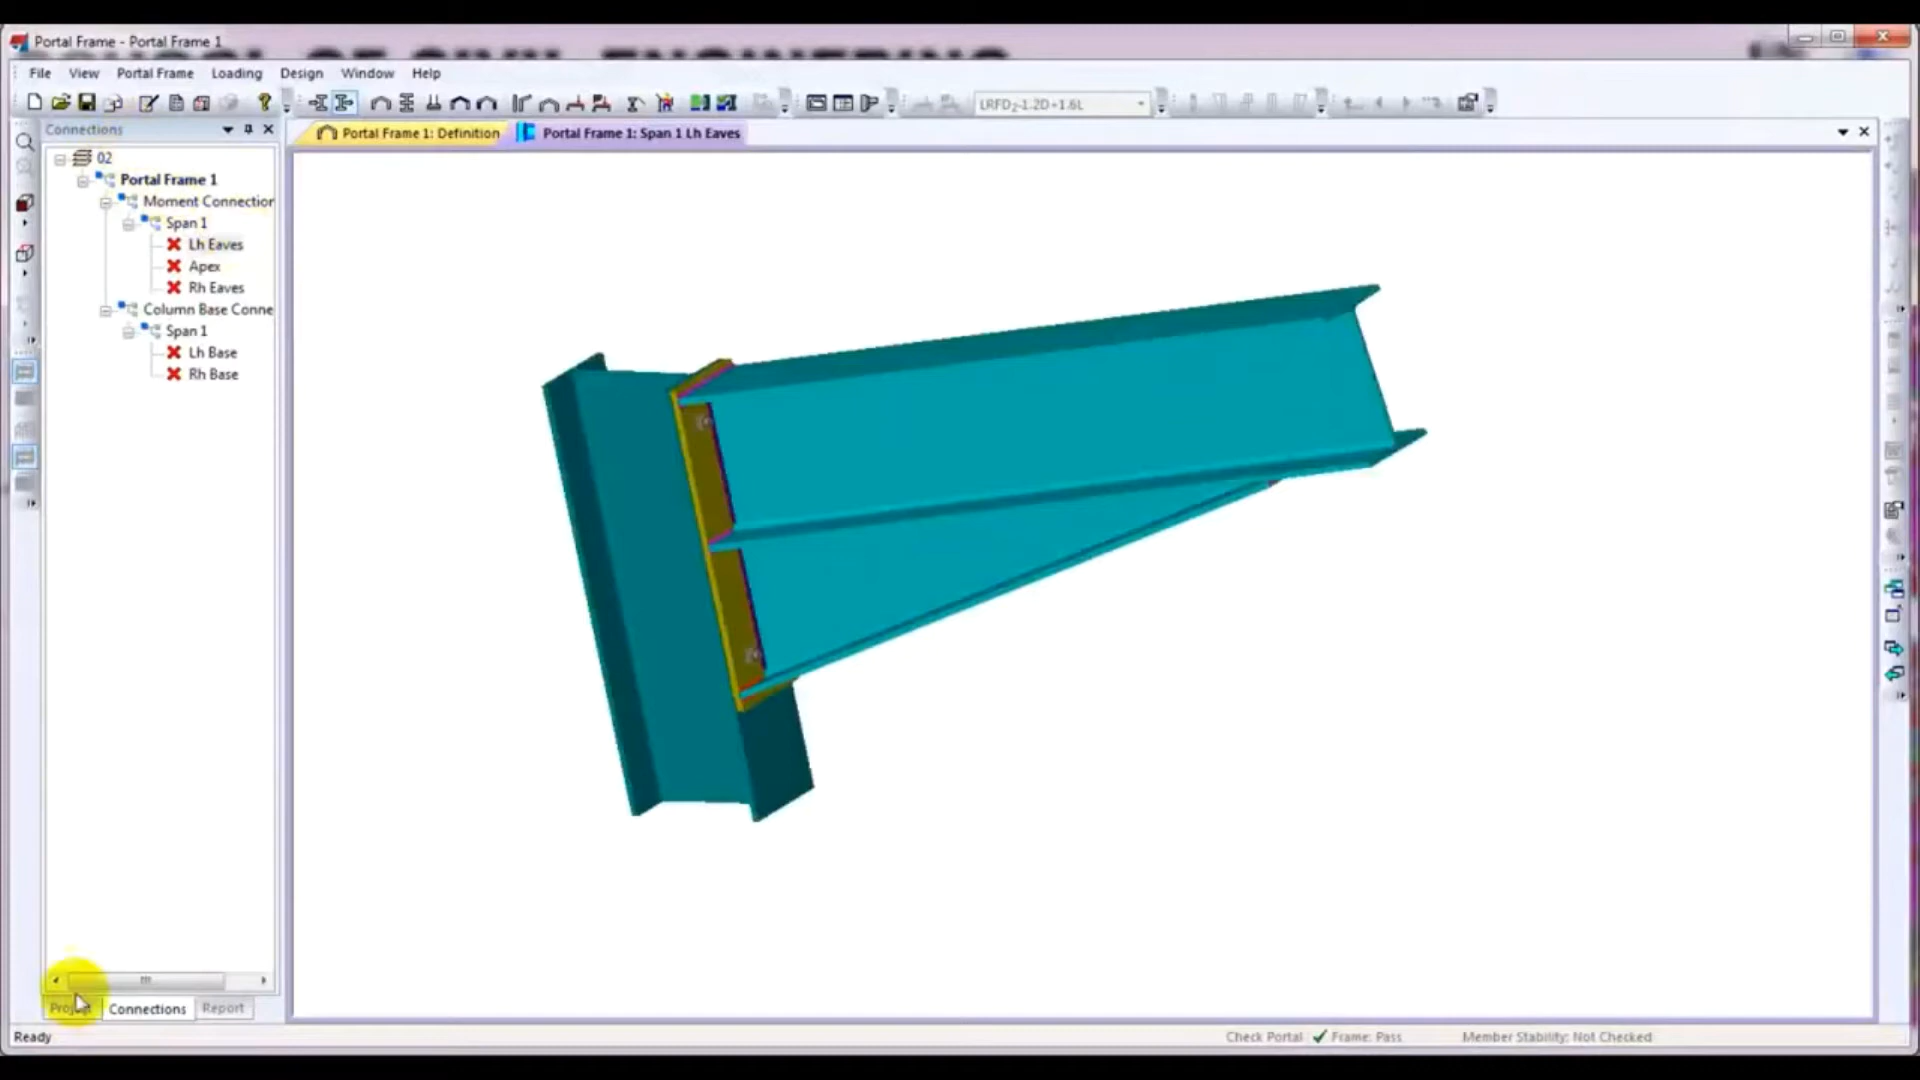 Portal Frame - Portal Frame 1
File View Portal Frame Loading Design Window Help
LRFD2-1.2D+1.6L
Connections
Portal Frame 1: Definition
Portal Frame 1: Span 1 Lh Eaves
02
Portal Frame 1
Moment Connection
Span 1
Lh Eaves
Apex
Rh Eaves
Column Base Conne
Span 1
Lh Base
Rh Base
Connections Report
Ready
Check Portal Frame: Pass Member Stability: Not Checked